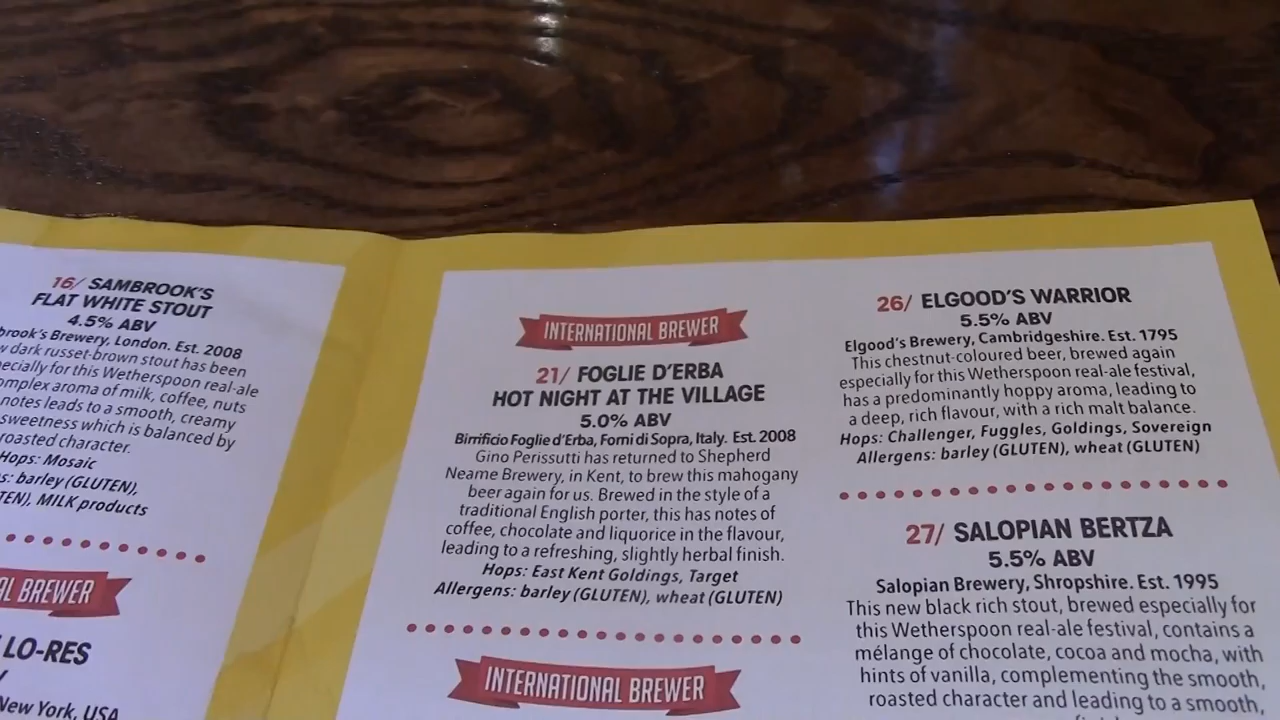 16/ SAMBROOK'S
FLAT WHITE STOUT
4.5% ABV
brook's Brewery, London. Est. 2008
dark russet-brown stout has been
ecially for this Wetherspoon real-ale
omplex aroma of milk, coffee, nuts
notes leads to a smooth, creamy
sweetness which is balanced by
roasted character.
Hops: Mosaic
s: barley (GLUTEN),
TEN), MILK products
AL BREWER
LO-RES
New York, USA
INTERNATIONAL BREWER
21/ FOGLIE D'ERBA
HOT NIGHT AT THE VILLAGE
5.0% ABV
Birrificio Foglie d'Erba, Forni di Sopra, Italy. Est. 2008
Gino Perissutti has returned to Shepherd
Neame Brewery, in Kent, to brew this mahogany
beer again for us. Brewed in the style of a
traditional English porter, this has notes of
coffee, chocolate and liquorice in the flavour,
leading to a refreshing, slightly herbal finish.
Hops: East Kent Goldings, Target
Allergens: barley (GLUTEN), wheat (GLUTEN)
INTERNATIONAL BREWER
26/ ELGOOD'S WARRIOR
5.5% ABV
Elgood's Brewery, Cambridgeshire. Est. 1795
This chestnut-coloured beer, brewed again
especially for this Wetherspoon real-ale festival,
has a predominantly hoppy aroma, leading to
a deep, rich flavour, with a rich malt balance.
Hops: Challenger, Fuggles, Goldings, Sovereign
Allergens: barley (GLUTEN), wheat (GLUTEN)
27/ SALOPIAN BERTZA
5.5% ABV
Salopian Brewery, Shropshire. Est. 1995
This new black rich stout, brewed especially for
this Wetherspoon real-ale festival, contains a
mélange of chocolate, cocoa and mocha, with
hints of vanilla, complementing the smooth,
roasted character and leading to a smooth,